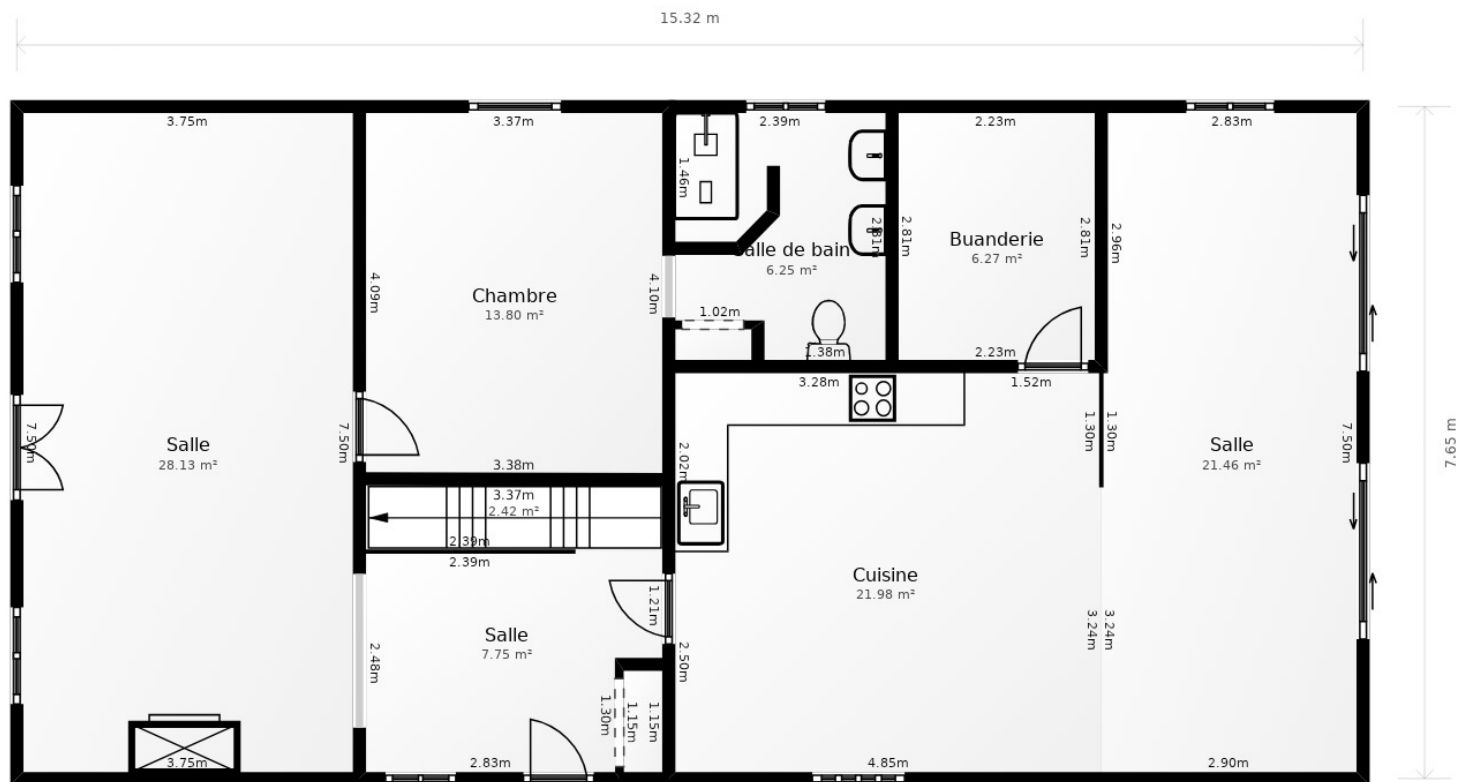 15.32 m
3.75m
3.37m
2.39m
2.23m
2.83m
1.46m
2.81m
2.81m
2.81m
2.96m
Salle de bain
6.25 m²
Buanderie
6.27 m²
4.09m
4.10m
Chambre
13.80 m²
1.02m
1.38m
2.23m
3.28m
1.52m
7.50m
Salle
28.13 m²
7.50m
3.38m
2.02m
1.30m
1.30m
Salle
21.46 m²
7.50m
7.65 m
3.37m
2.42 m²
2.39m
2.39m
Cuisine
21.98 m²
1.21m
Salle
7.75 m²
2.48m
2.50m
3.24m
3.24m
1.30m
1.15m
1.15m
3.75m
2.83m
4.85m
2.90m